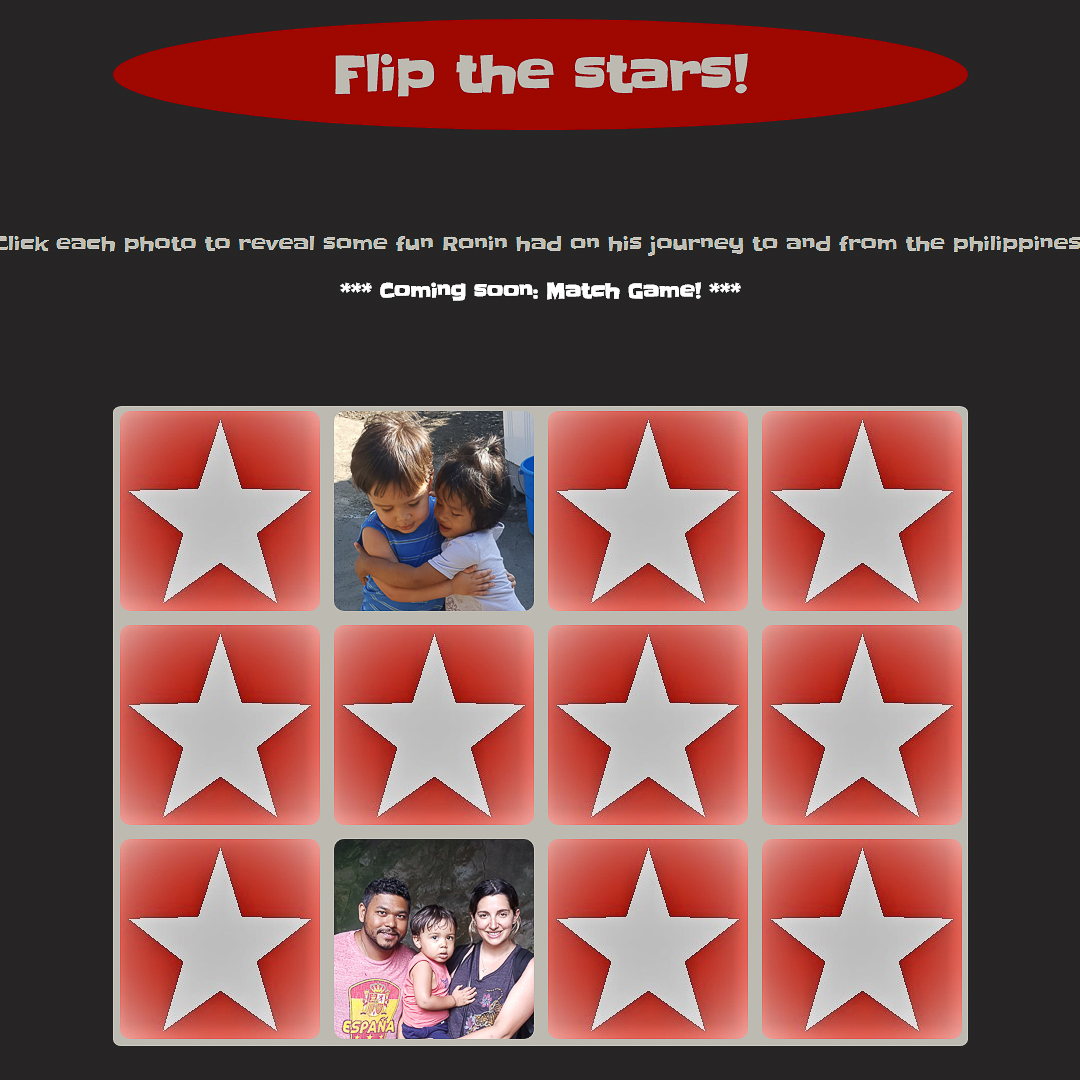 Flip the stars!
Click each photo to reveal some fun Ronin had on his journey to and from the philippines
*** Coming soon: Match Game! ***
ESPAÑA